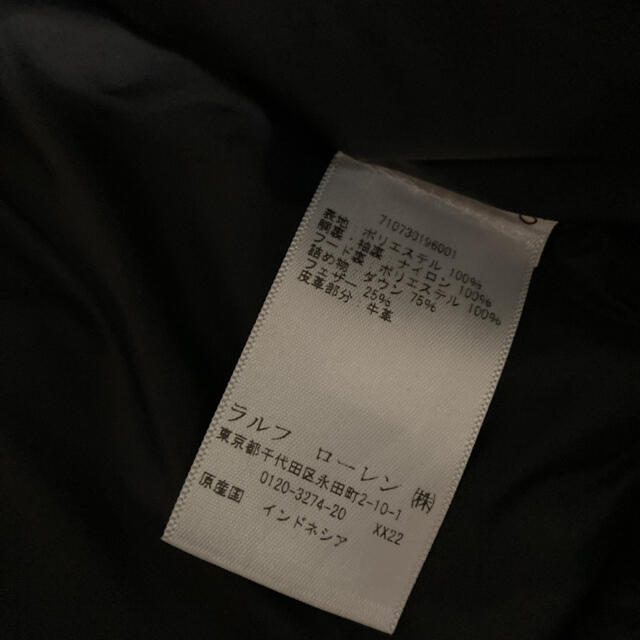 710730196001
表地: ポリエステル 100%
胴裏: 袖裏: ナイロン 100%
フード裏: ポリエステル 100%
詰め物: ダウン 75%
フェザー 25%
皮革部分: 牛革
ラルフ ローレン ㈱
東京都千代田区永田町2-10-1
0120-3274-20 XX22
原産国 インドネシア